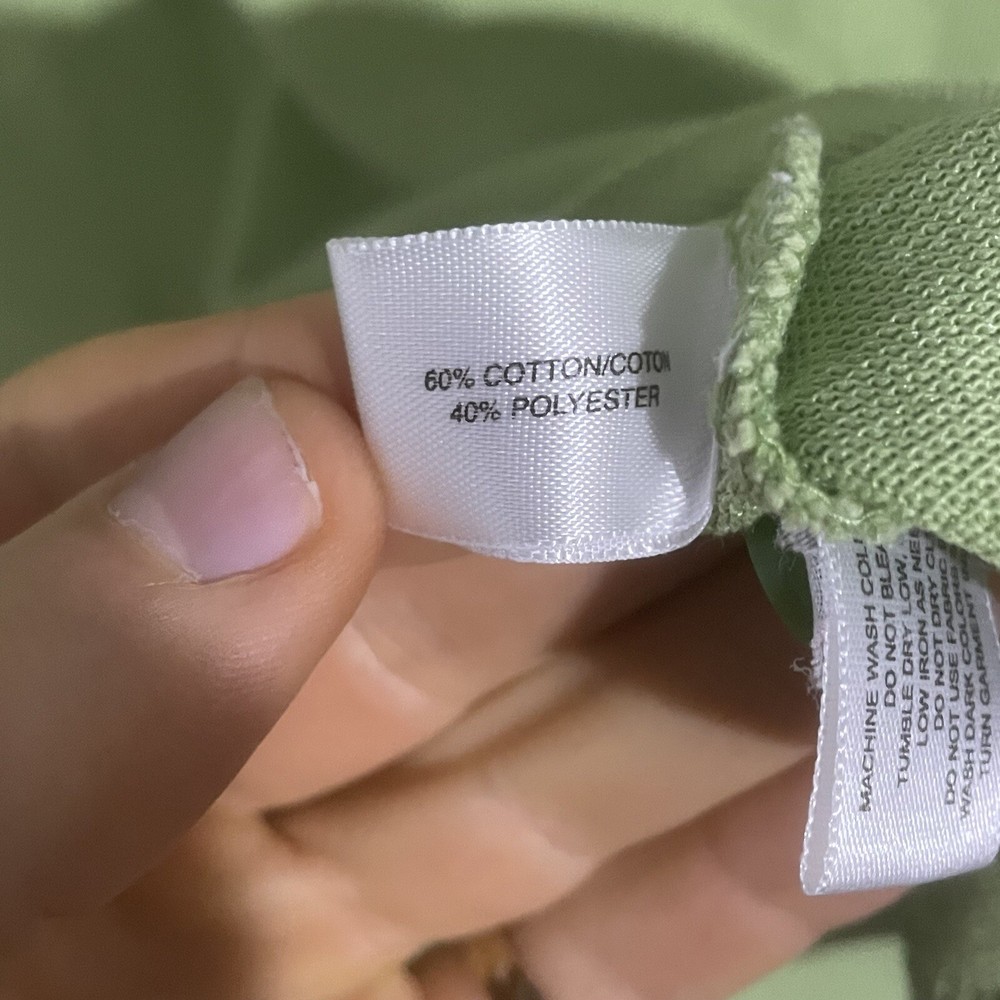 60% COTTON/COTON
40% POLYESTER
MACHINE WASH
DO NOT
TUMBLE DRY LOW,
LOW IRON AS
DO NOT DRY
DO NOT USE FABRIC
WASH DARK COLORS
TURN GARMENT